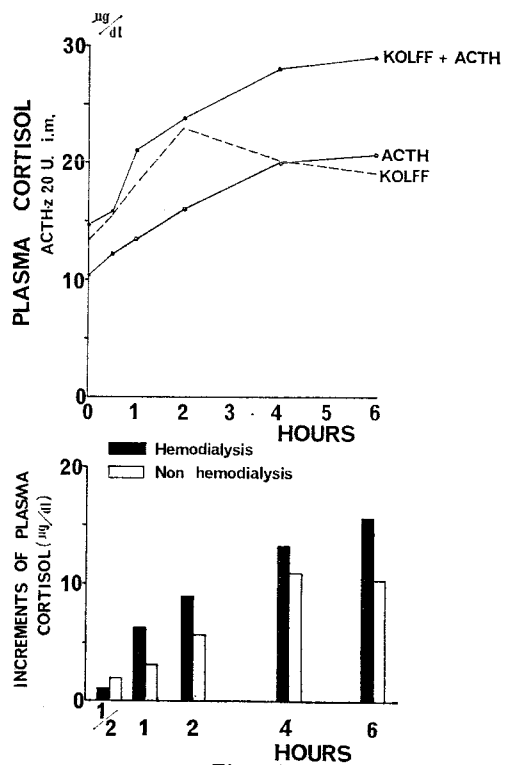 µg/dl
30
20
10
0
PLASMA CORTISOL
ACTH-z 20 U. i.m,
KOLFF + ACTH
ACTH
KOLFF
0 1 2 3 4 5 6
HOURS
Hemodialysis
Non hemodialysis
20
10
0
INCREMENTS OF PLASMA
CORTISOL (µg/dl)
1/2 1 2 4 6
HOURS